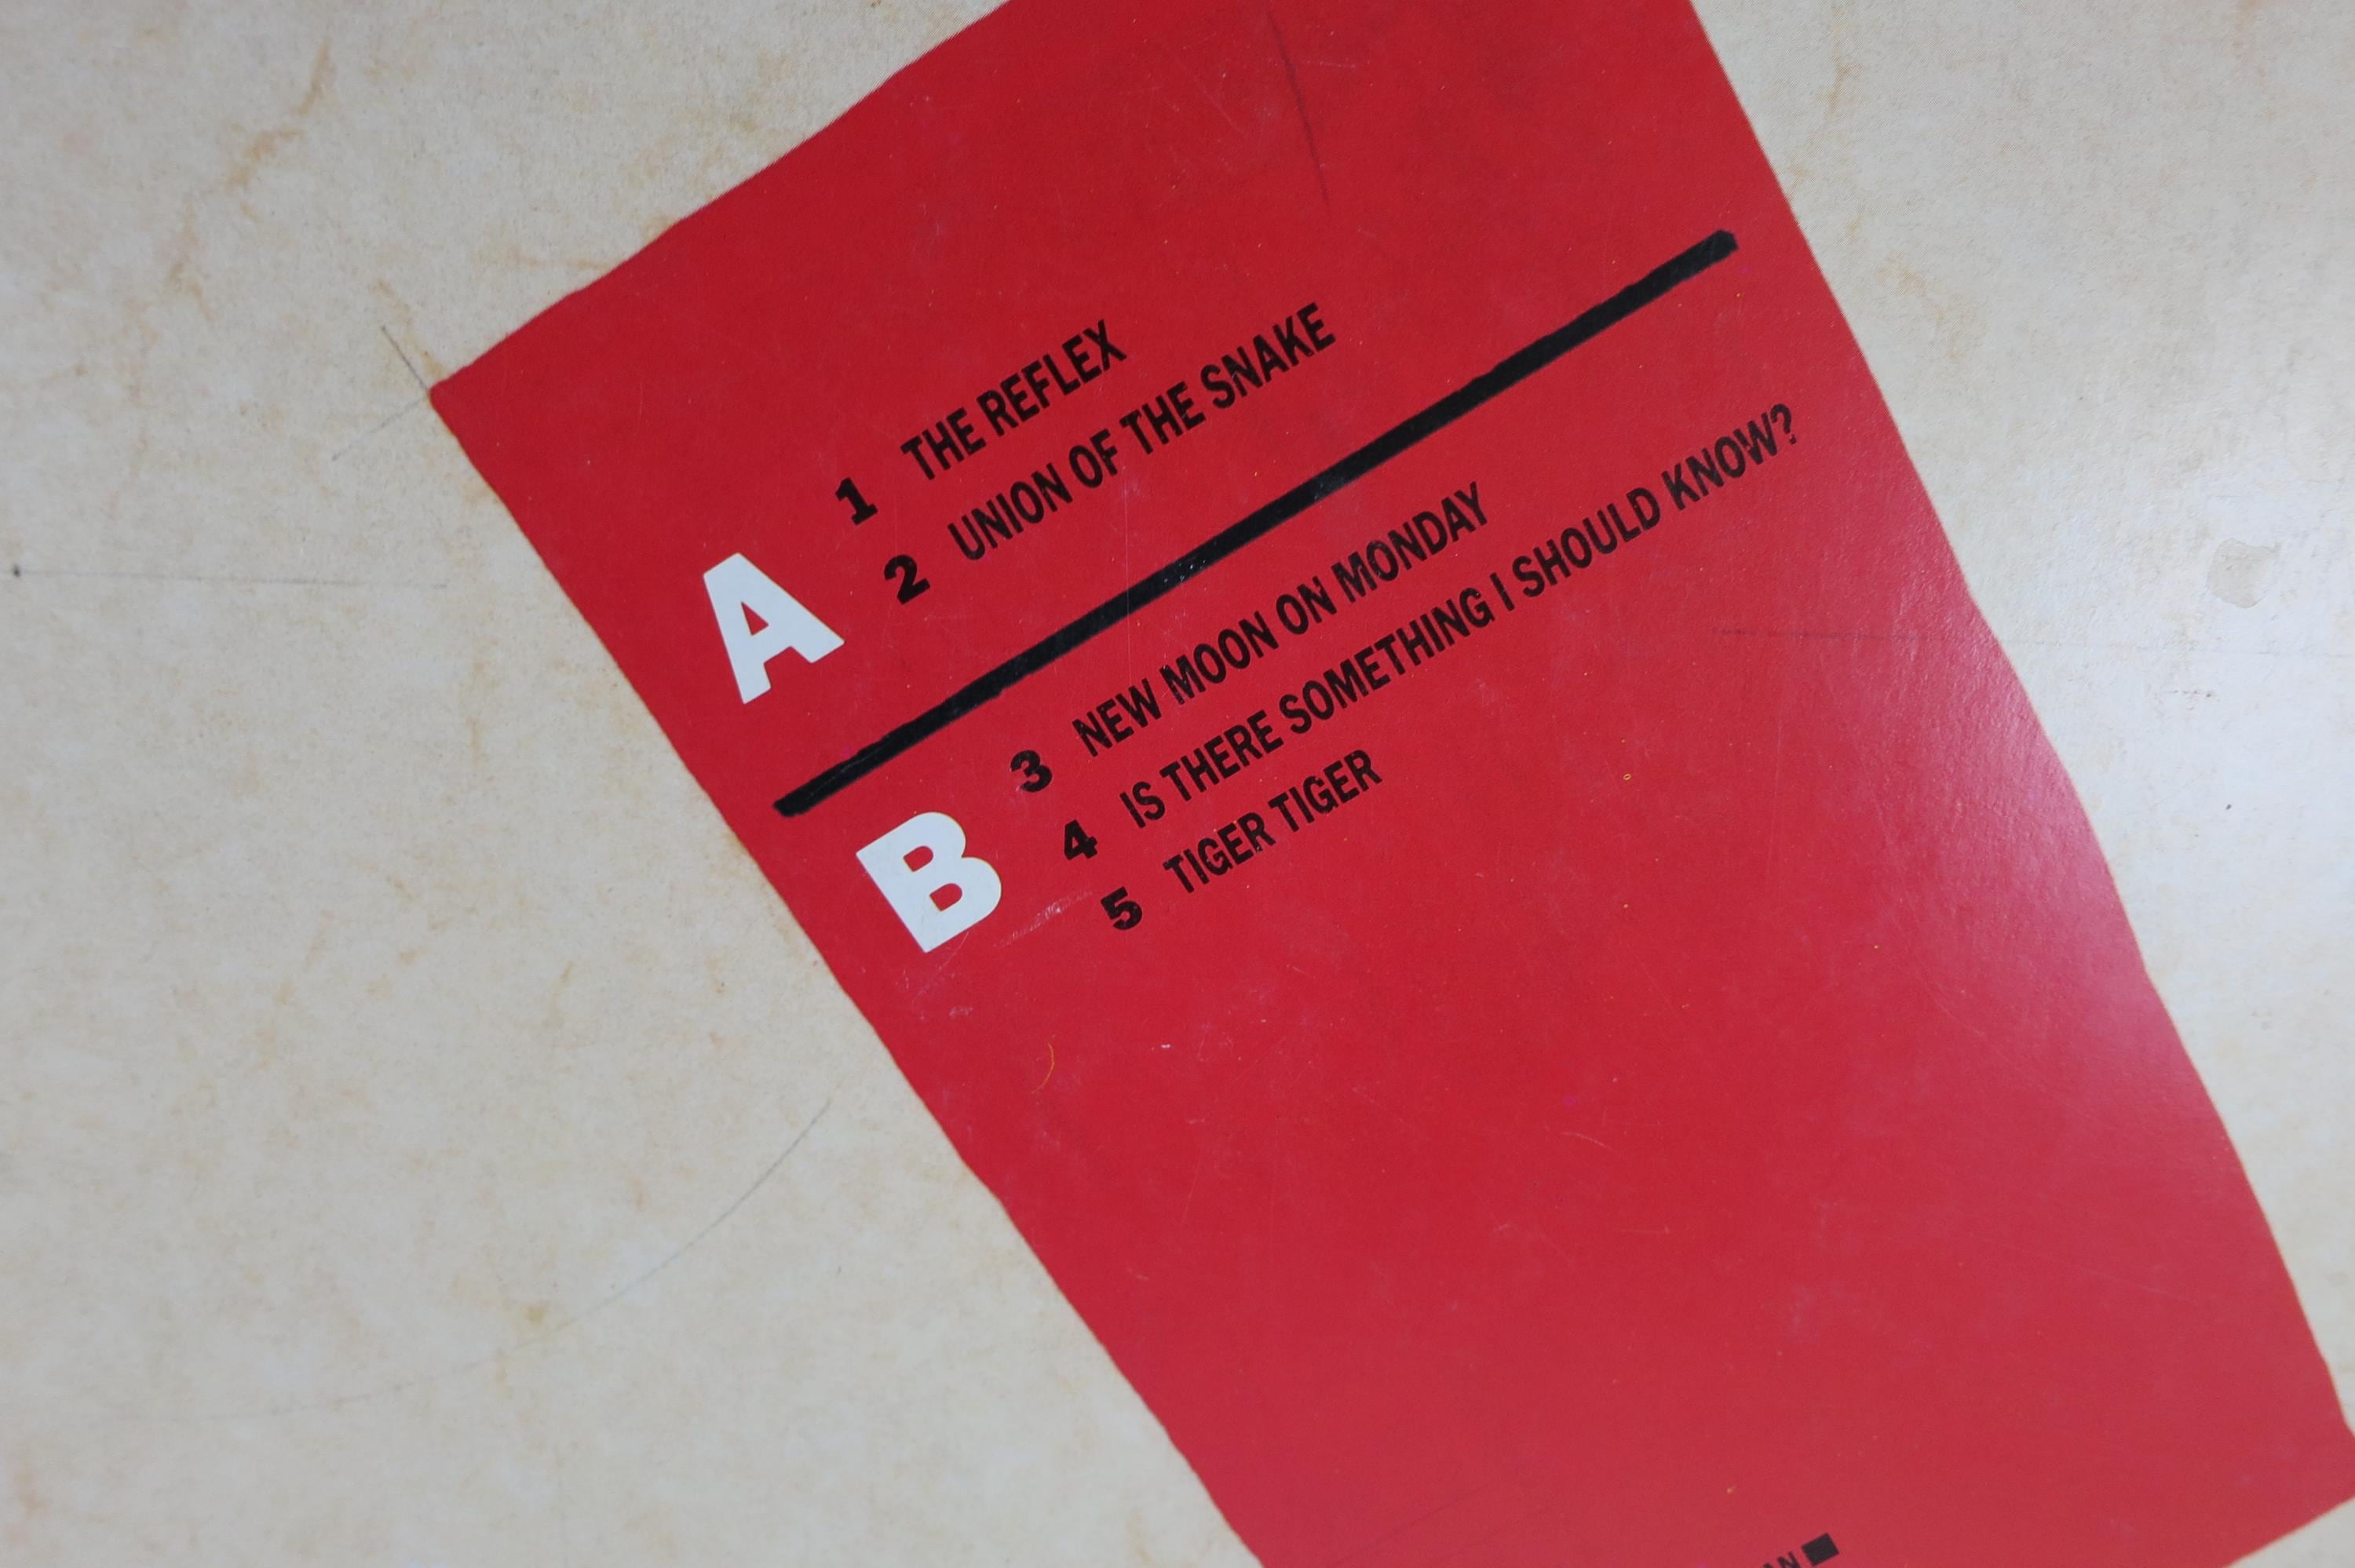 A
1 THE REFLEX
2 UNION OF THE SNAKE
B
3 NEW MOON ON MONDAY
4 IS THERE SOMETHING I SHOULD KNOW?
5 TIGER TIGER